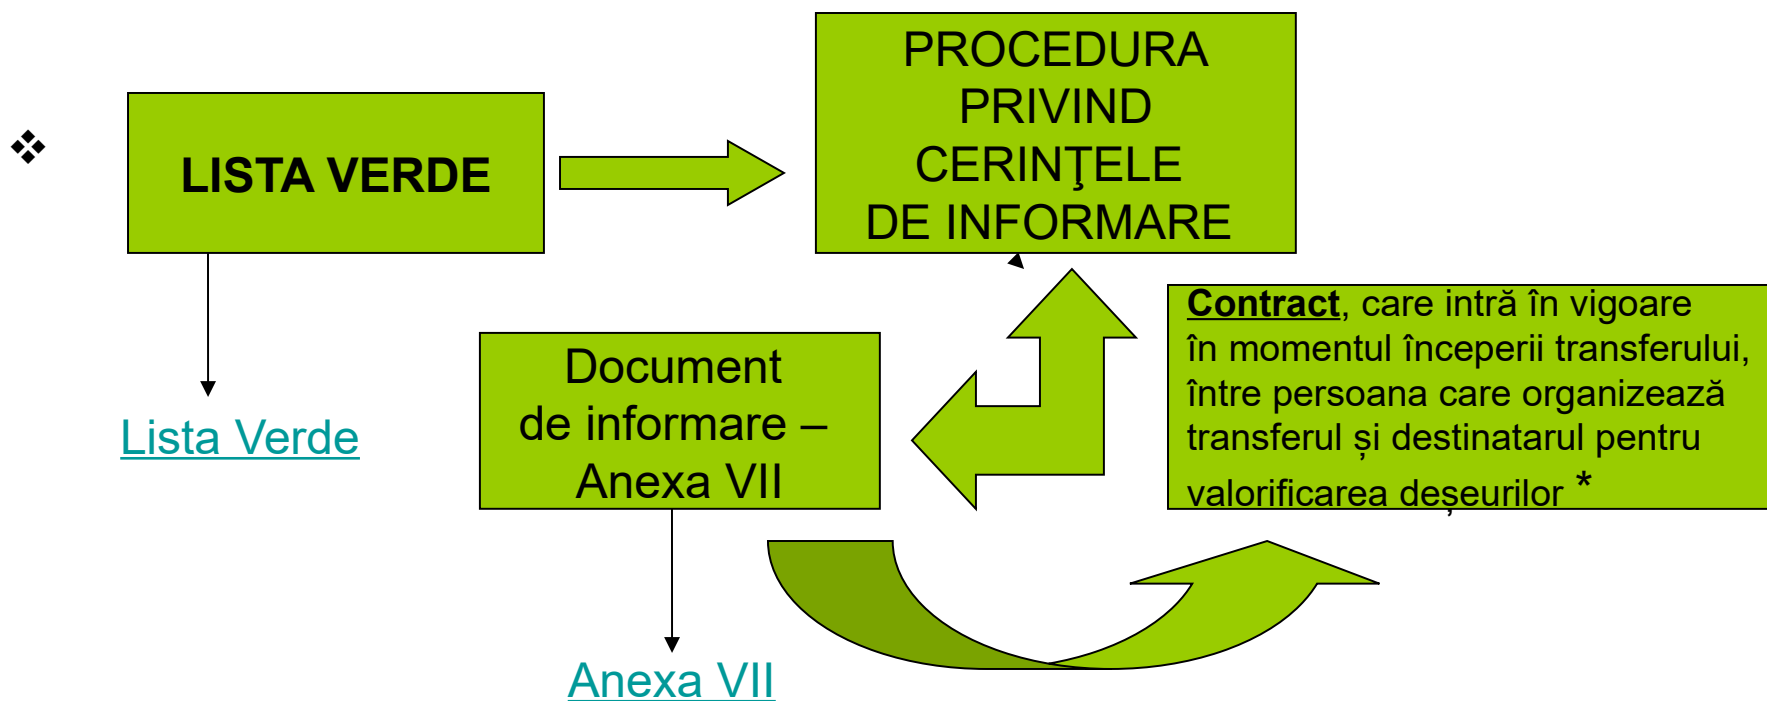 LISTA VERDE
PROCEDURA
PRIVIND
CERINŢELE
DE INFORMARE
Lista Verde
Document
de informare –
Anexa VII
Anexa VII
Contract, care intră în vigoare
în momentul începerii transferului,
între persoana care organizează
transferul și destinatarul pentru
valorificarea deșeurilor *